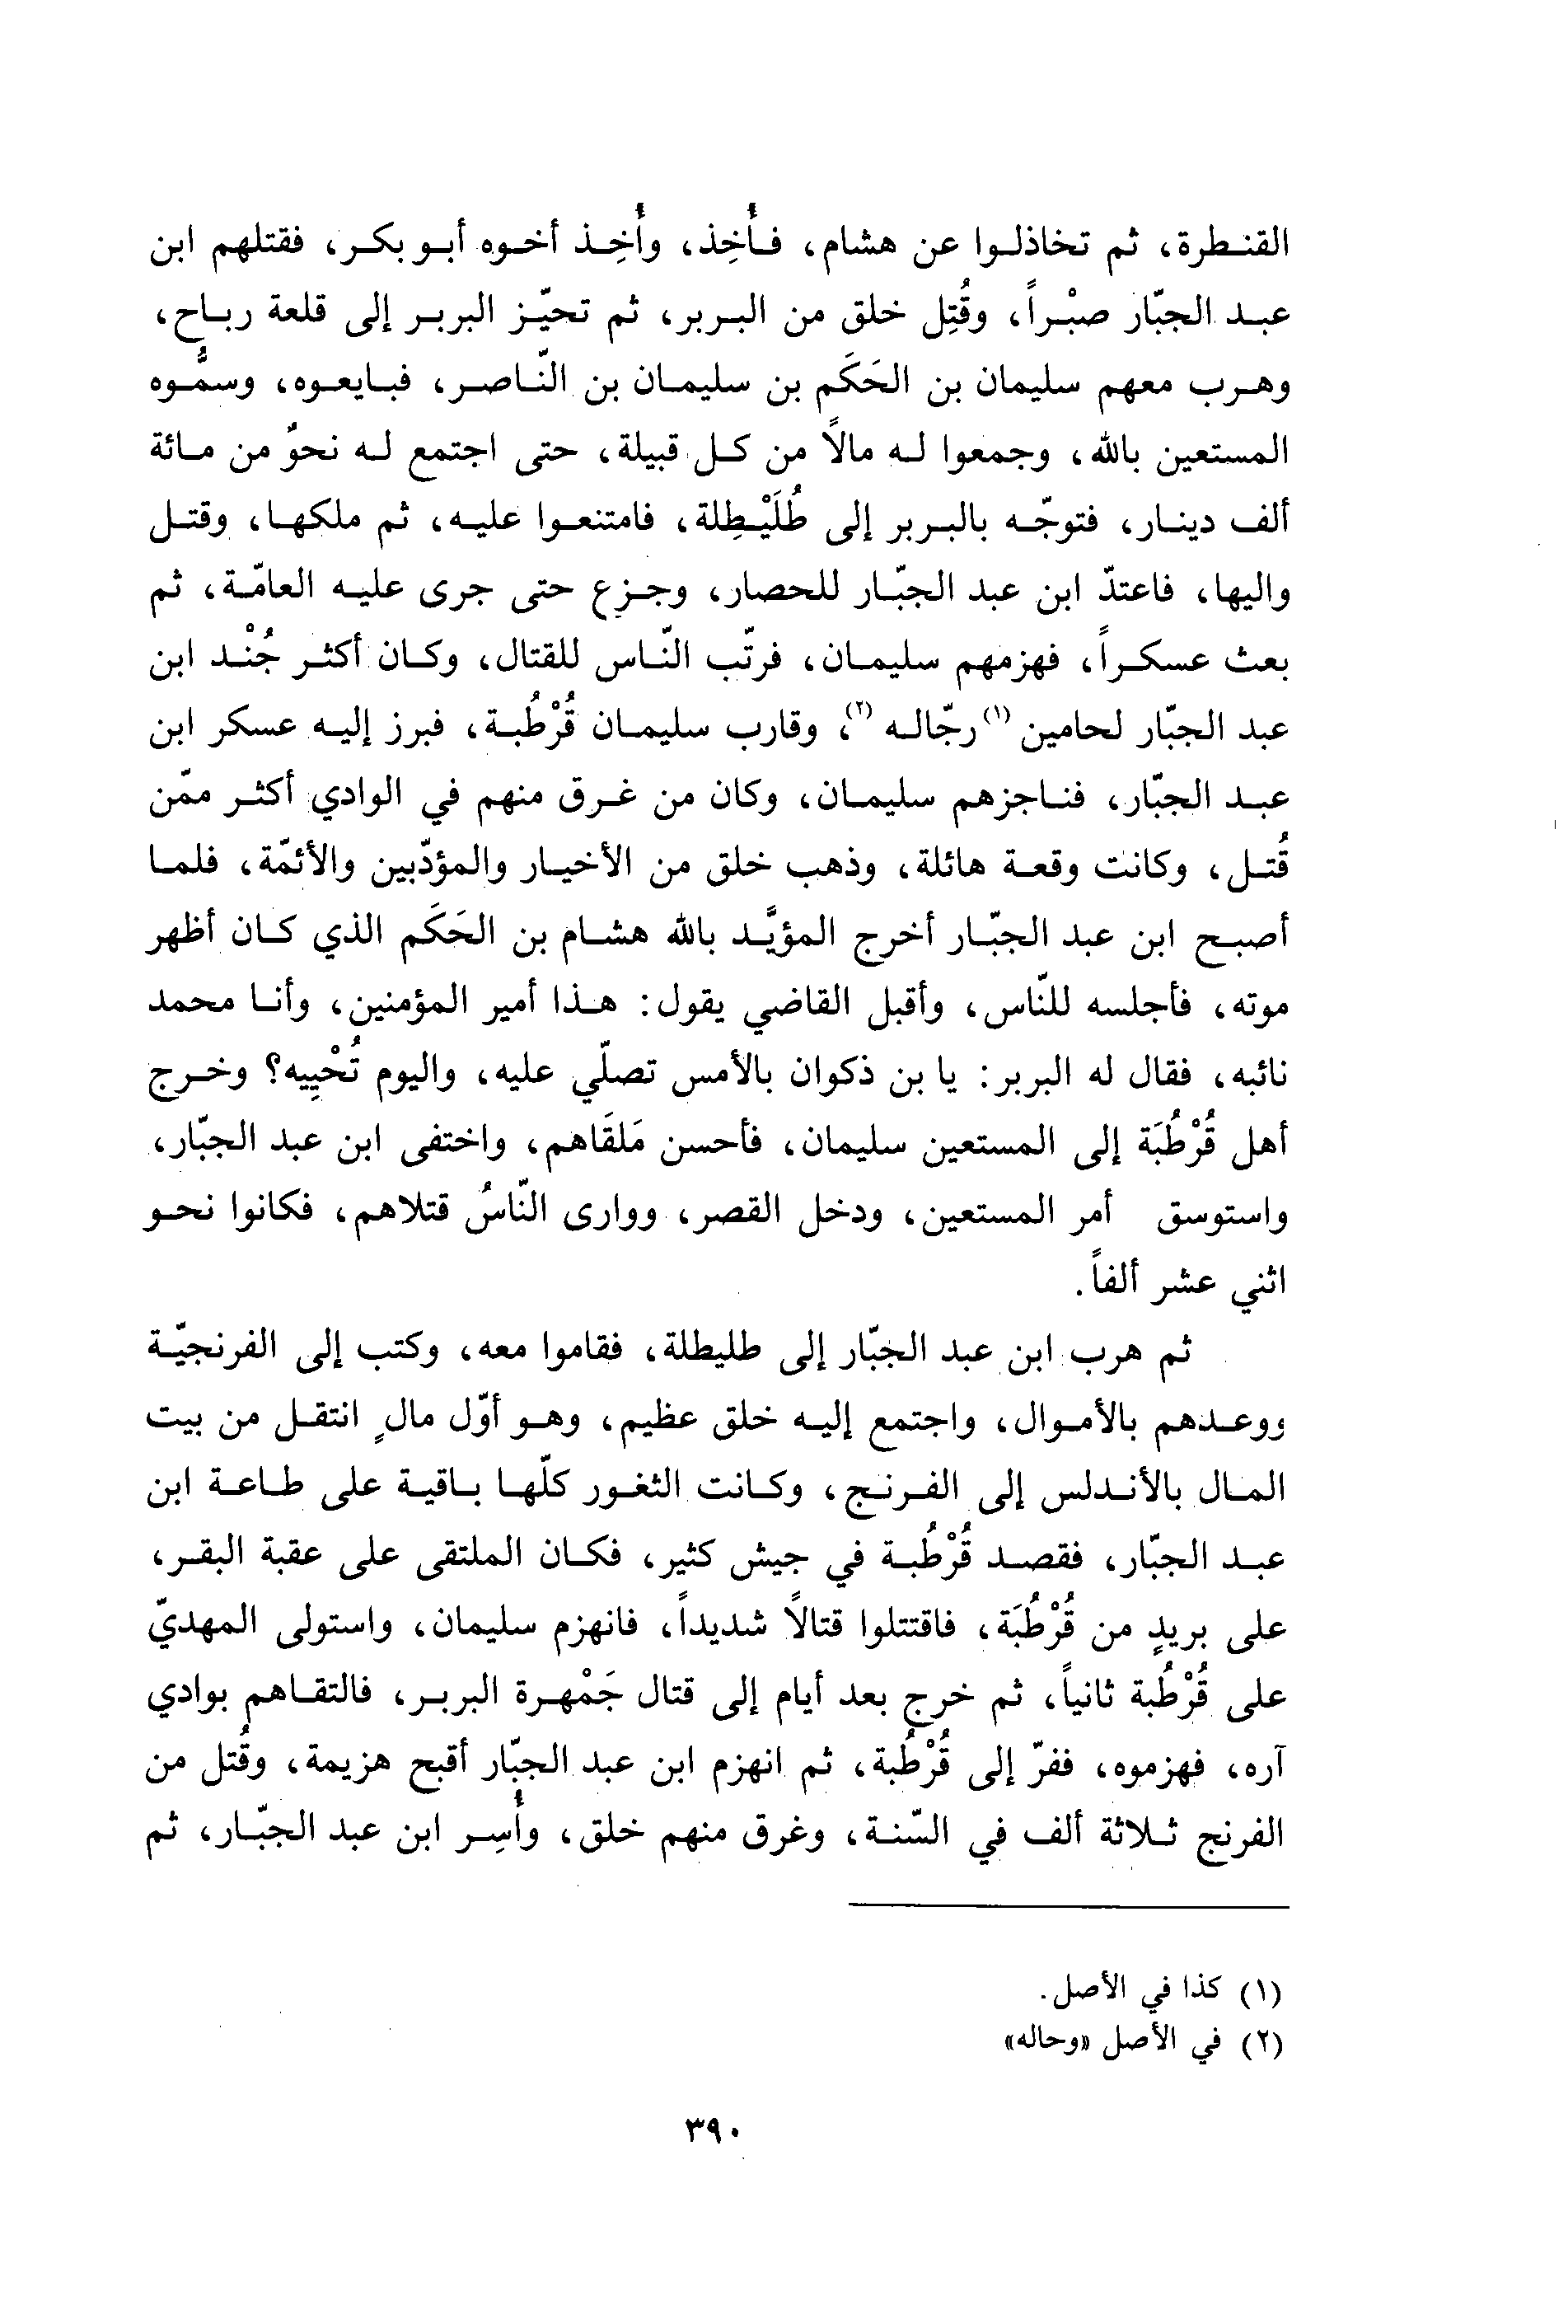 القنطرة، ثم تخاذلوا عن هشام، فأُخِذ، وأُخِذ أخوه أبو بكر، فقتلهم ابن
عبد الجبّار صبْراً، وقُتِل خلق من البربر، ثم تحيّز البربر إلى قلعة رباح،
وهرب معهم سليمان بن الحَكَم بن سليمان بن النّاصر، فبايعوه، وسمُّوه
المستعين بالله، وجمعوا له مالاً من كل قبيلة، حتى اجتمع له نحوٌ من مائة
ألف دينار، فتوجّه بالبربر إلى طُلَيْطِلة، فامتنعوا عليه، ثم ملكها، وقتل
واليها، فاعتدّ ابن عبد الجبّار للحصار، وجزع حتى جرى عليه العامّة، ثم
بعث عسكراً، فهزمهم سليمان، فرتّب النّاس للقتال، وكان أكثر جُنْد ابن
عبد الجبّار لحامين (١) رجّاله (٢)، وقارب سليمان قُرْطُبة، فبرز إليه عسكر ابن
عبد الجبّار، فناجزهم سليمان، وكان من غرق منهم في الوادي أكثر ممّن
قُتل، وكانت وقعة هائلة، وذهب خلق من الأخيار والمؤدّبين والأئمّة، فلما
أصبح ابن عبد الجبّار أخرج المؤيَّد بالله هشام بن الحَكَم الذي كان أظهر
موته، فأجلسه للنّاس، وأقبل القاضي يقول: هذا أمير المؤمنين، وأنا محمد
نائبه، فقال له البربر: يا بن ذكوان بالأمس تصلّي عليه، واليوم تُحْيِيه؟ وخرج
أهل قُرْطُبَة إلى المستعين سليمان، فأحسن مَلقَاهم، واختفى ابن عبد الجبّار،
واستوسق أمر المستعين، ودخل القصر، ووارى النّاسُ قتلاهم، فكانوا نحو
اثني عشر ألفاً.
ثم هرب ابن عبد الجبّار إلى طليطلة، فقاموا معه، وكتب إلى الفرنجيّة
ووعدهم بالأموال، واجتمع إليه خلق عظيم، وهو أوّل مالٍ انتقل من بيت
المال بالأندلس إلى الفرنج، وكانت الثغور كلّها باقية على طاعة ابن
عبد الجبّار، فقصد قُرْطُبة في جيش كثير، فكان الملتقى على عقبة البقر،
على بريدٍ من قُرْطُبَة، فاقتتلوا قتالاً شديداً، فانهزم سليمان، واستولى المهديّ
على قُرْطُبة ثانياً، ثم خرج بعد أيام إلى قتال جَمْهرة البربر، فالتقاهم بوادي
آره، فهزموه، ففرّ إلى قُرْطُبة، ثم انهزم ابن عبد الجبّار أقبح هزيمة، وقُتل من
الفرنج ثلاثة ألف في السّنة، وغرق منهم خلق، وأُسِر ابن عبد الجبّار، ثم
(١) كذا في الأصل.
(٢) في الأصل «وحاله»
٣٩٠